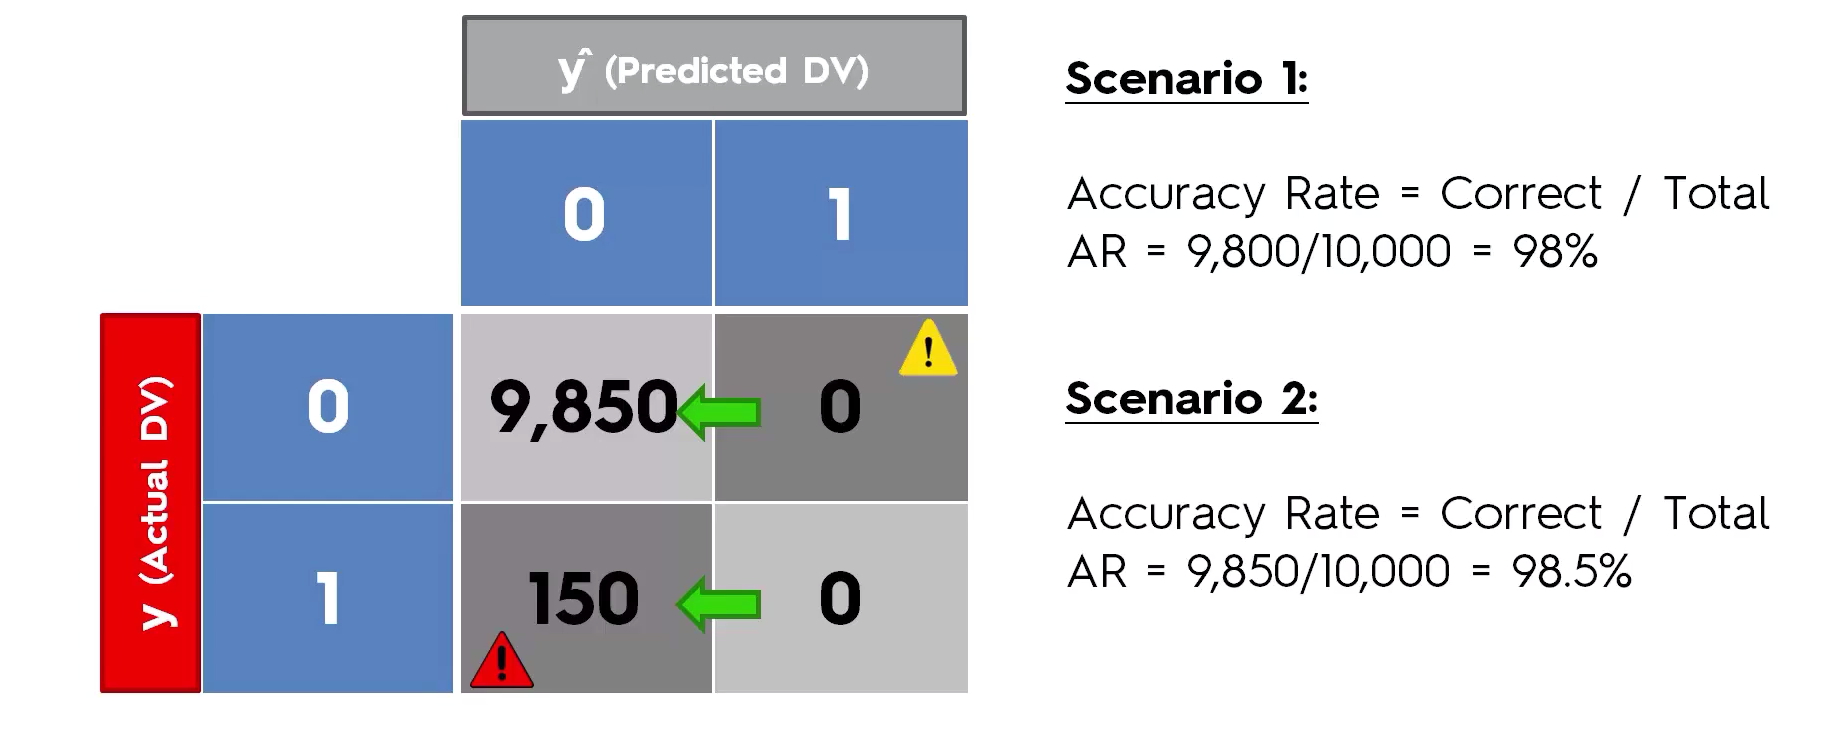 ŷ (Predicted DV)
0 1
y (Actual DV)
0 9,850 0
1 150 0
Scenario 1:
Accuracy Rate = Correct / Total
AR = 9,800/10,000 = 98%
Scenario 2:
Accuracy Rate = Correct / Total
AR = 9,850/10,000 = 98.5%